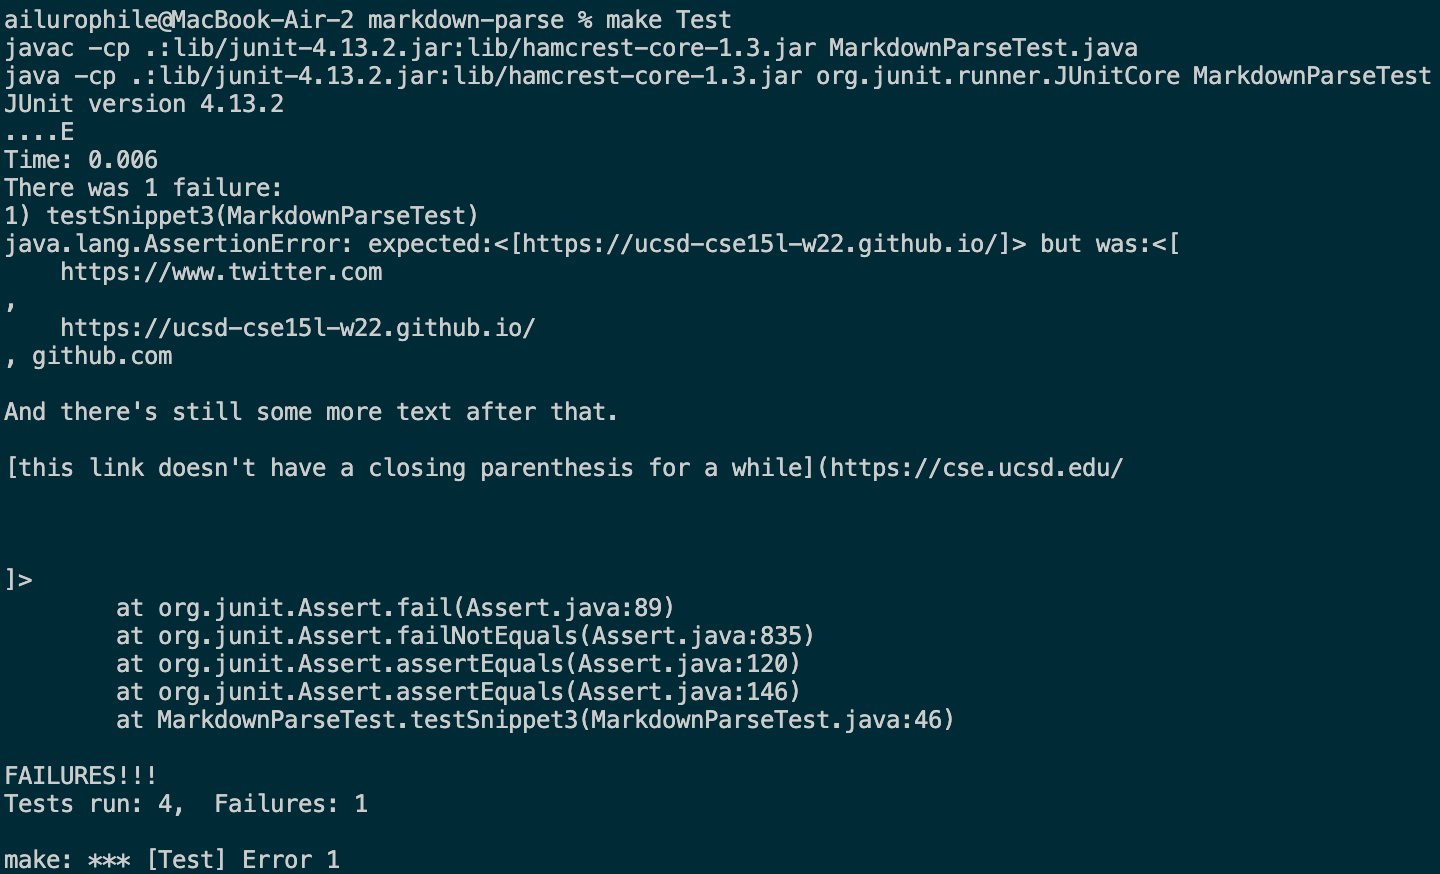 ailurophile@MacBook-Air-2 markdown-parse % make Test
javac -cp .:lib/junit-4.13.2.jar:lib/hamcrest-core-1.3.jar MarkdownParseTest.java
java -cp .:lib/junit-4.13.2.jar:lib/hamcrest-core-1.3.jar org.junit.runner.JUnitCore MarkdownParseTest
JUnit version 4.13.2
....E
Time: 0.006
There was 1 failure:
1) testSnippet3(MarkdownParseTest)
java.lang.AssertionError: expected:<[https://ucsd-cse15l-w22.github.io/]> but was:<[
    https://www.twitter.com
,
    https://ucsd-cse15l-w22.github.io/
, github.com

And there's still some more text after that.

[this link doesn't have a closing parenthesis for a while](https://cse.ucsd.edu/



]>
        at org.junit.Assert.fail(Assert.java:89)
        at org.junit.Assert.failNotEquals(Assert.java:835)
        at org.junit.Assert.assertEquals(Assert.java:120)
        at org.junit.Assert.assertEquals(Assert.java:146)
        at MarkdownParseTest.testSnippet3(MarkdownParseTest.java:46)

FAILURES!!!
Tests run: 4,  Failures: 1

make: *** [Test] Error 1